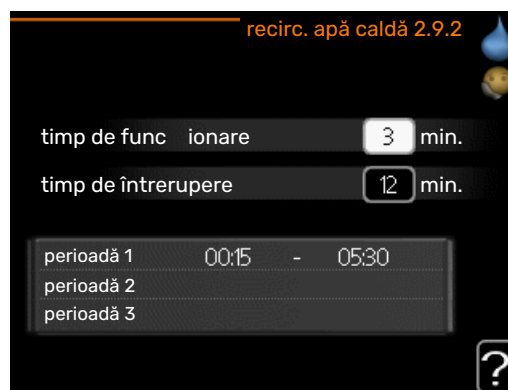 recirc. apă caldă 2.9.2
timp de func ionare 3 min.
timp de întrerupere 12 min.
perioadă 1 00:15 - 05:30
perioadă 2
perioadă 3
?